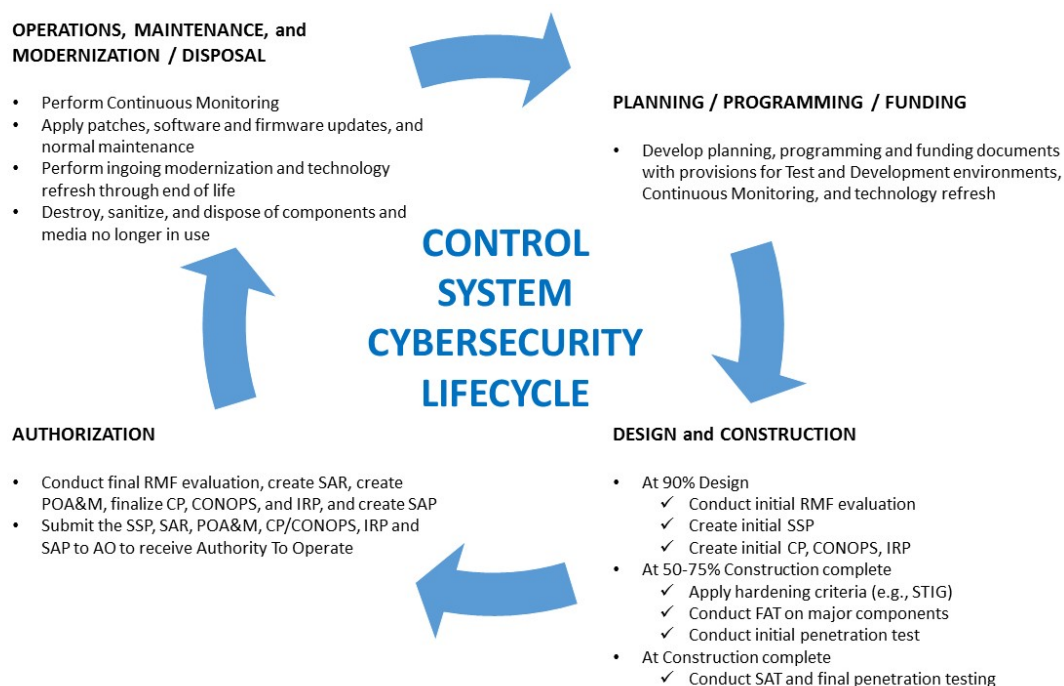 OPERATIONS, MAINTENANCE, and
MODERNIZATION / DISPOSAL
• Perform Continuous Monitoring
• Apply patches, software and firmware updates, and
normal maintenance
• Perform ingoing modernization and technology
refresh through end of life
• Destroy, sanitize, and dispose of components and
media no longer in use
PLANNING / PROGRAMMING / FUNDING
• Develop planning, programming and funding documents
with provisions for Test and Development environments,
Continuous Monitoring, and technology refresh
CONTROL
SYSTEM
CYBERSECURITY
LIFECYCLE
AUTHORIZATION
• Conduct final RMF evaluation, create SAR, create
POA&M, finalize CP, CONOPS, and IRP, and create SAP
• Submit the SSP, SAR, POA&M, CP/CONOPS, IRP and
SAP to AO to receive Authority To Operate
DESIGN and CONSTRUCTION
• At 90% Design
✓ Conduct initial RMF evaluation
✓ Create initial SSP
✓ Create initial CP, CONOPS, IRP
• At 50-75% Construction complete
✓ Apply hardening criteria (e.g., STIG)
✓ Conduct FAT on major components
✓ Conduct initial penetration test
• At Construction complete
✓ Conduct SAT and final penetration testing